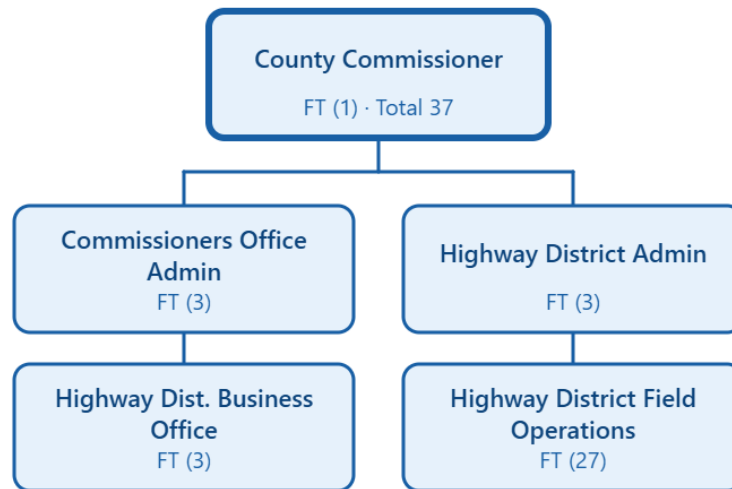 County Commissioner
FT (1) · Total 37
Commissioners Office
Admin
FT (3)
Highway District Admin
FT (3)
Highway Dist. Business
Office
FT (3)
Highway District Field
Operations
FT (27)